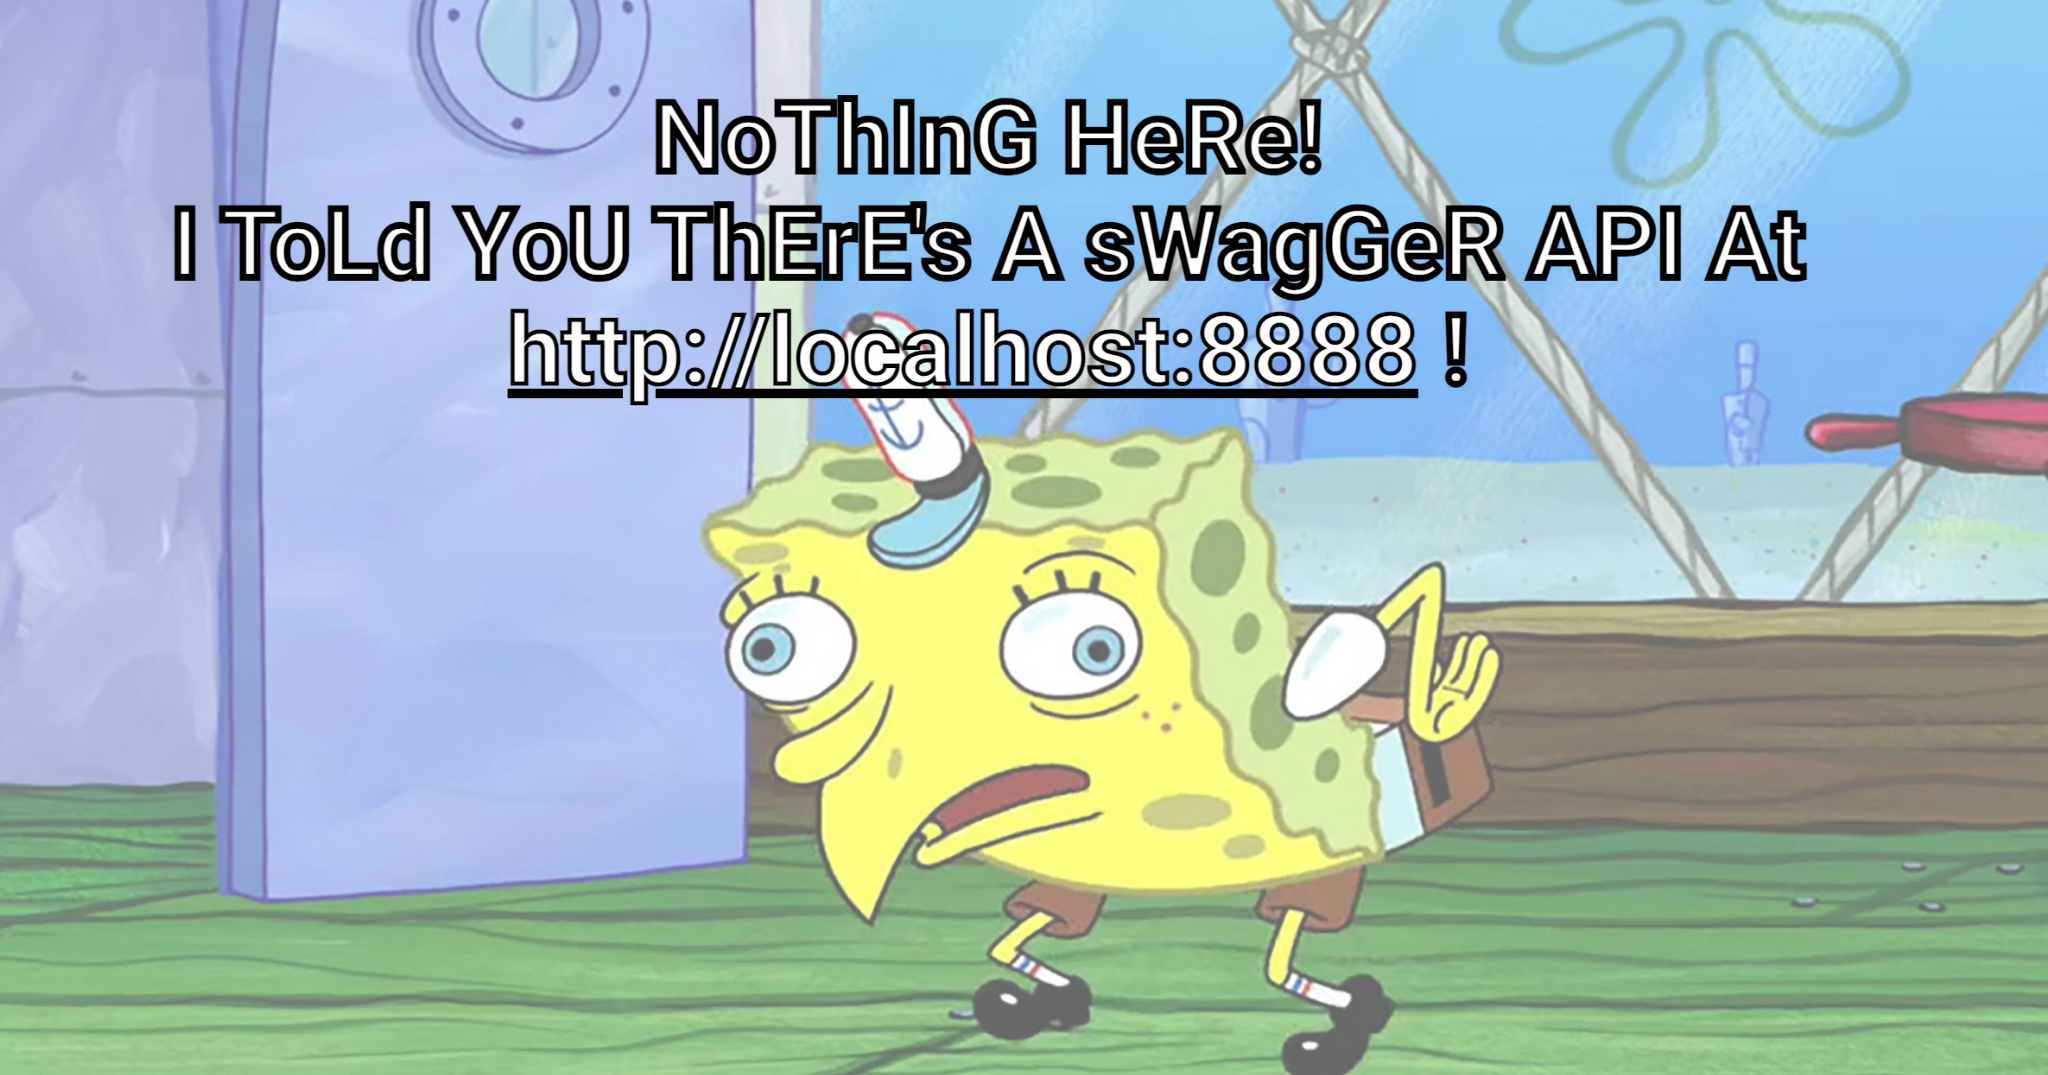 NoThInG HeRe!
I ToLd YoU ThErE's A sWagGeR API At
http://localhost:8888 !